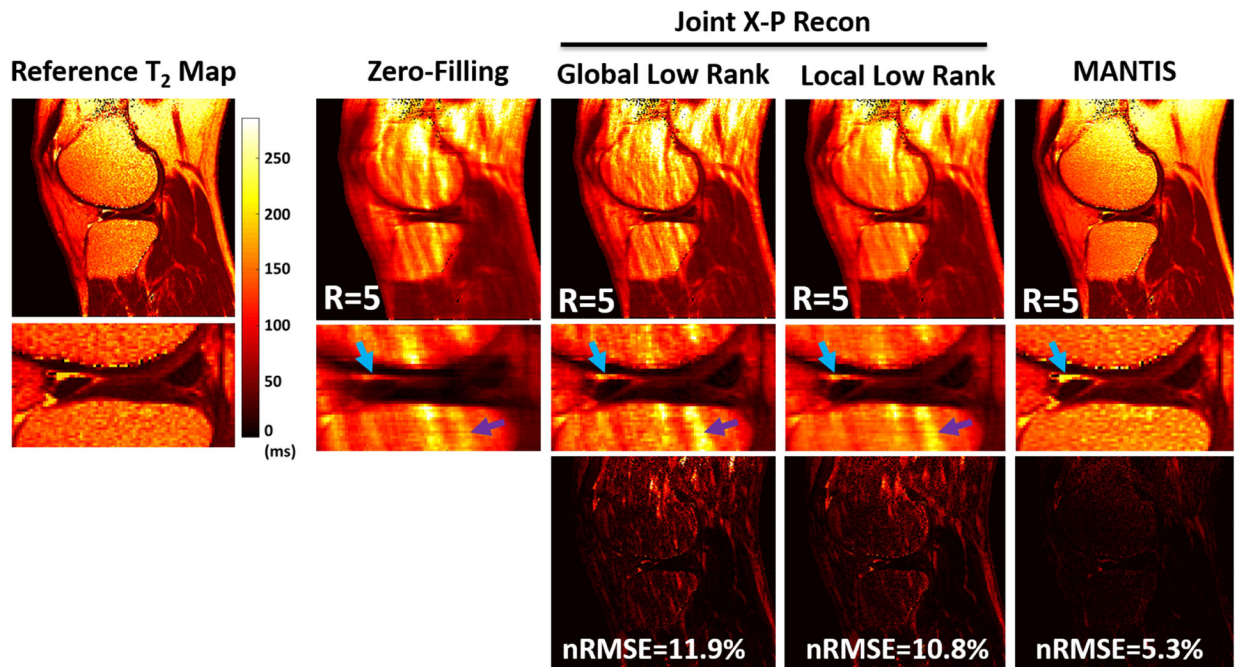 Joint X-P Recon
Reference T₂ Map
Zero-Filling
Global Low Rank
Local Low Rank
MANTIS
250
200
150
100
50
0
(ms)
R=5
R=5
R=5
R=5
nRMSE=11.9%
nRMSE=10.8%
nRMSE=5.3%